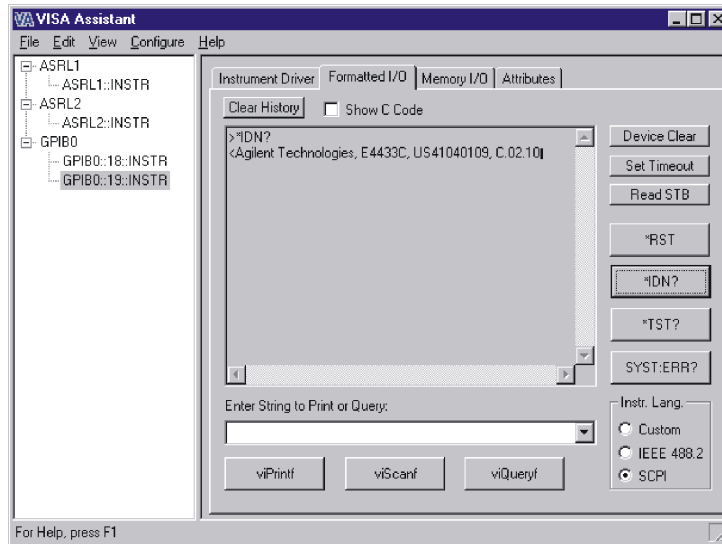 VA VISA Assistant
File Edit View Configure Help
ASRL1
ASRL1::INSTR
ASRL2
ASRL2::INSTR
GPIB0
GPIB0::18::INSTR
GPIB0::19::INSTR
Instrument Driver Formatted I/O Memory I/O Attributes
Clear History Show C Code
>*IDN?
<Agilent Technologies, E4433C, US41040109, C.02.10
Device Clear
Set Timeout
Read STB
*RST
*IDN?
*TST?
SYST:ERR?
Enter String to Print or Query:
viPrintf viScanf viQueryf
Instr. Lang.
Custom
IEEE 488.2
SCPI
For Help, press F1